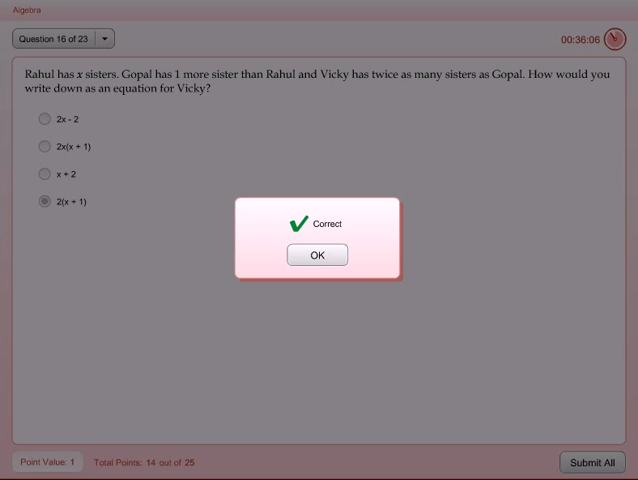 Algebra
Question 16 of 23
00:36:06
Rahul has x sisters. Gopal has 1 more sister than Rahul and Vicky has twice as many sisters as Gopal. How would you
write down as an equation for Vicky?
2x - 2
2x(x + 1)
x + 2
2(x + 1)
Correct
OK
Point Value: 1
Total Points: 14 out of 25
Submit All